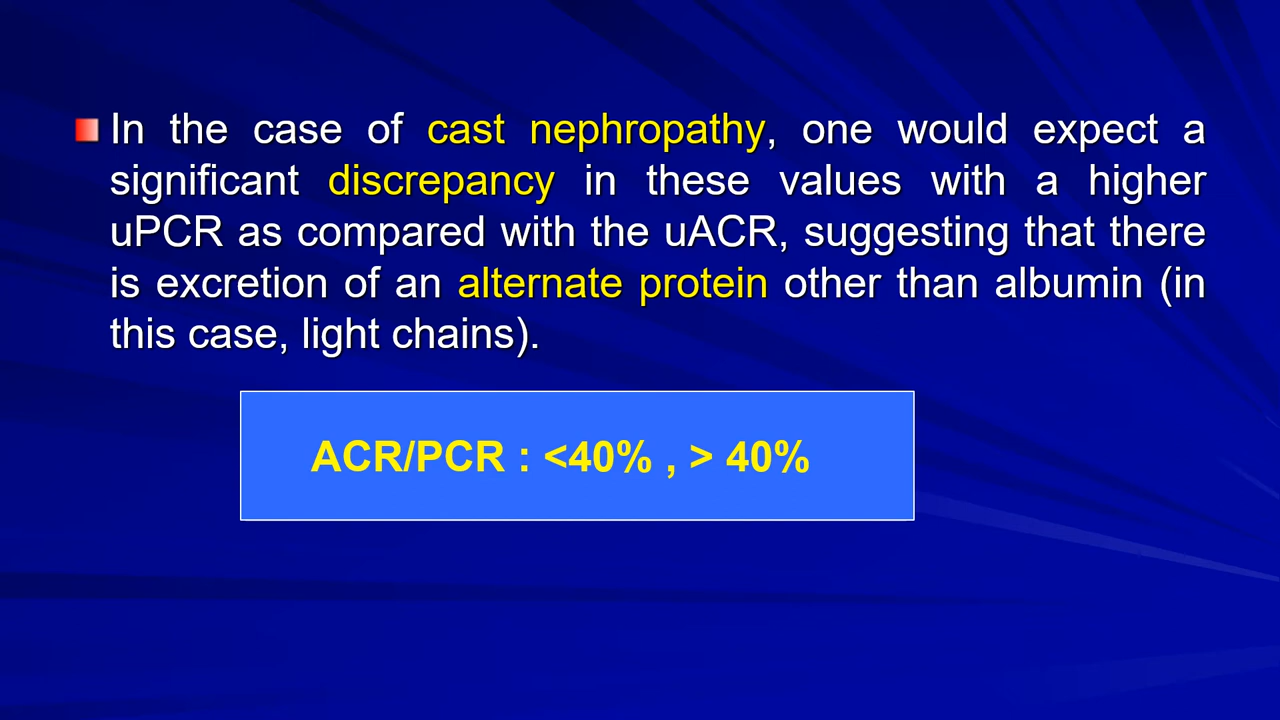 In the case of cast nephropathy, one would expect a
significant discrepancy in these values with a higher
uPCR as compared with the uACR, suggesting that there
is excretion of an alternate protein other than albumin (in
this case, light chains).
ACR/PCR : <40% , > 40%